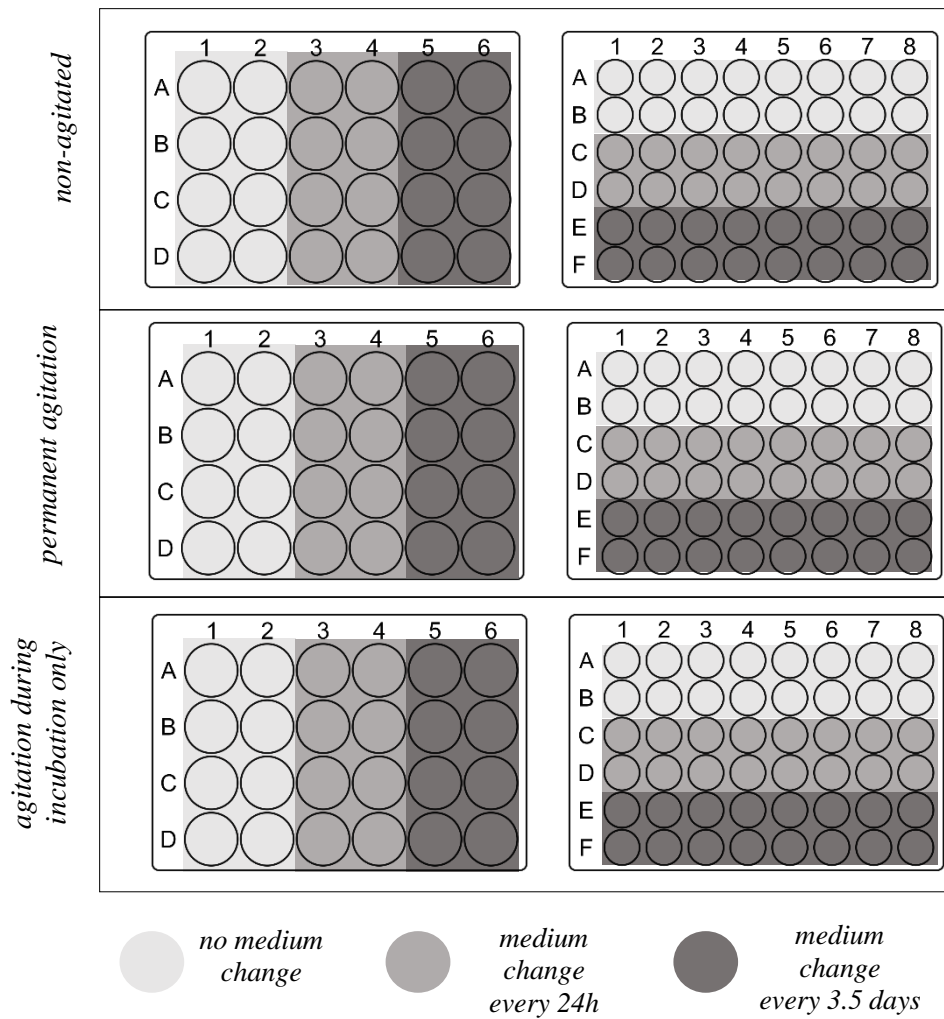 non-agitated
1 2 3 4 5 6
A
B
C
D
1 2 3 4 5 6 7 8
A
B
C
D
E
F
permanent agitation
1 2 3 4 5 6
A
B
C
D
1 2 3 4 5 6 7 8
A
B
C
D
E
F
agitation during
incubation only
1 2 3 4 5 6
A
B
C
D
1 2 3 4 5 6 7 8
A
B
C
D
E
F
no medium
change
medium
change
every 24h
medium
change
every 3.5 days